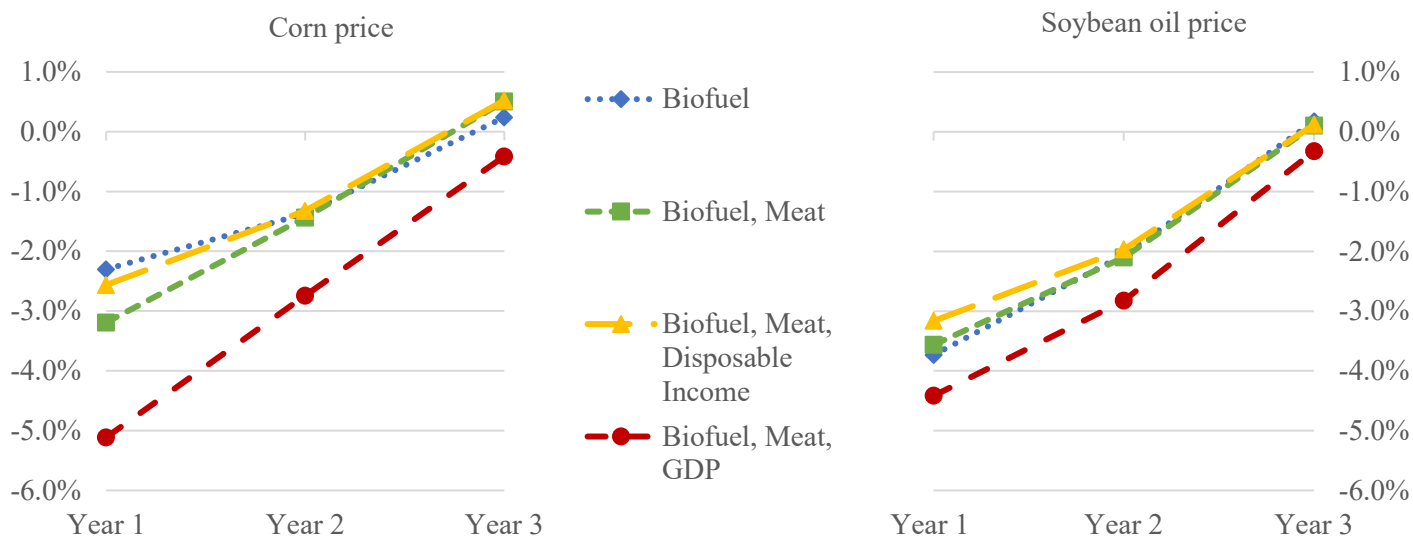 Corn price
1.0%
0.0%
-1.0%
-2.0%
-3.0%
-4.0%
-5.0%
-6.0%
Year 1
Year 2
Year 3
Biofuel
Biofuel, Meat
Biofuel, Meat,
Disposable
Income
Biofuel, Meat,
GDP
Soybean oil price
1.0%
0.0%
-1.0%
-2.0%
-3.0%
-4.0%
-5.0%
-6.0%
Year 1
Year 2
Year 3